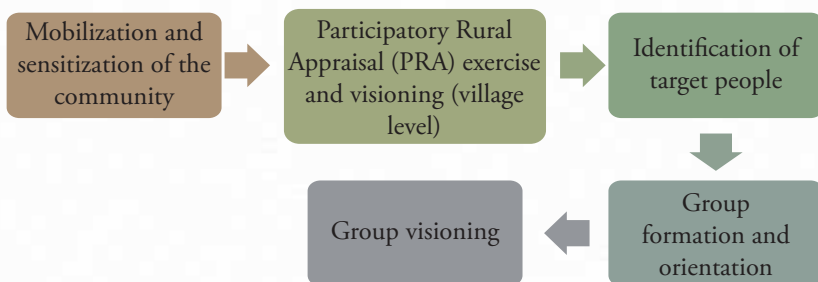 Mobilization and
sensitization of the
community
Participatory Rural
Appraisal (PRA) exercise
and visioning (village
level)
Identification of
target people
Group
formation and
orientation
Group visioning